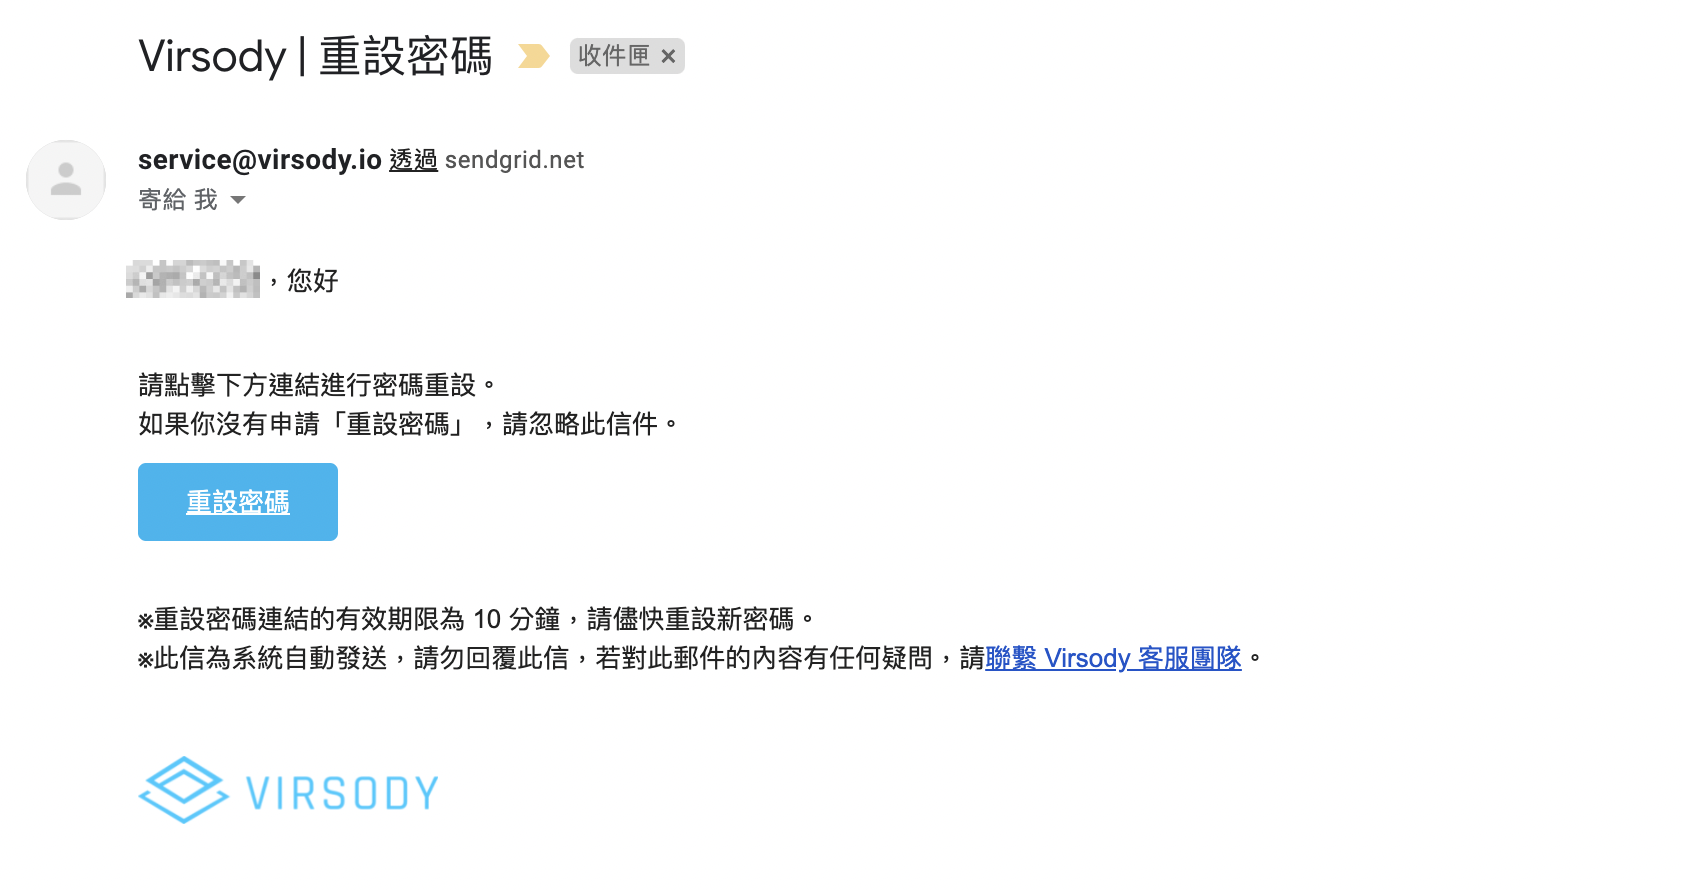 Virsody | 重設密碼 收件匣 ×
service@virsody.io 透過 sendgrid.net
寄給 我
，您好
請點擊下方連結進行密碼重設。
如果你沒有申請「重設密碼」，請忽略此信件。
重設密碼
※重設密碼連結的有效期限為 10 分鐘，請儘快重設新密碼。
※此信為系統自動發送，請勿回覆此信，若對此郵件的內容有任何疑問，請聯繫 Virsody 客服團隊。
VIRSODY